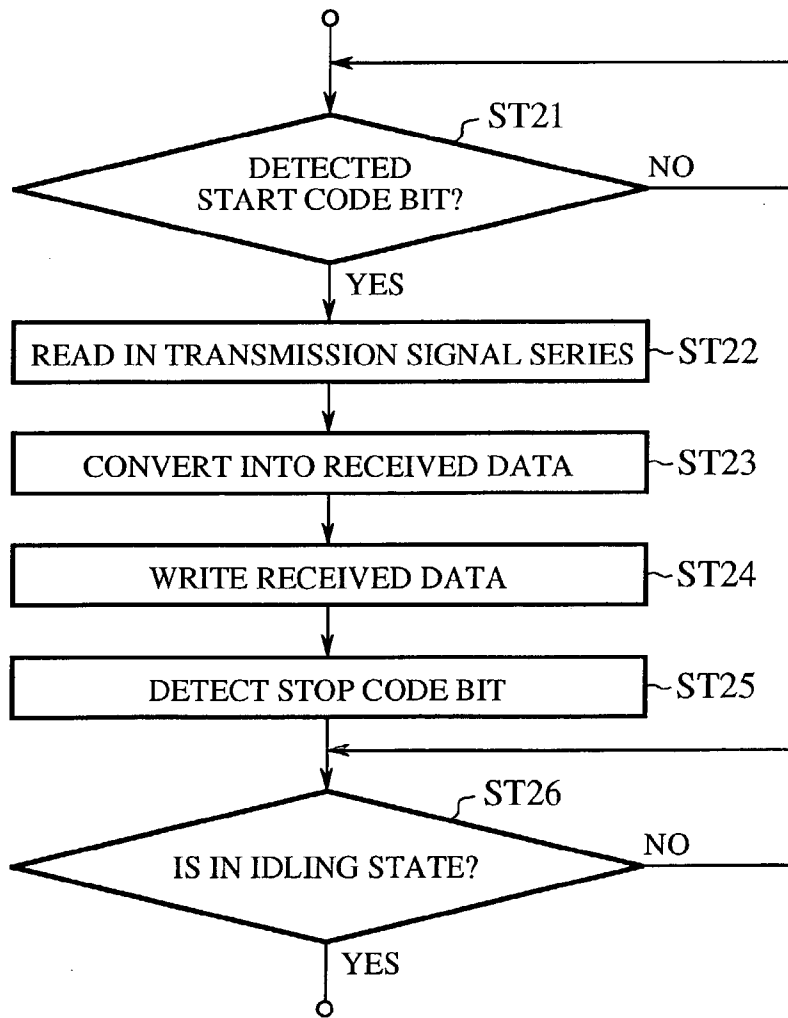 ST21
DETECTED
START CODE BIT?
NO
YES
READ IN TRANSMISSION SIGNAL SERIES
ST22
CONVERT INTO RECEIVED DATA
ST23
WRITE RECEIVED DATA
ST24
DETECT STOP CODE BIT
ST25
ST26
IS IN IDLING STATE?
NO
YES